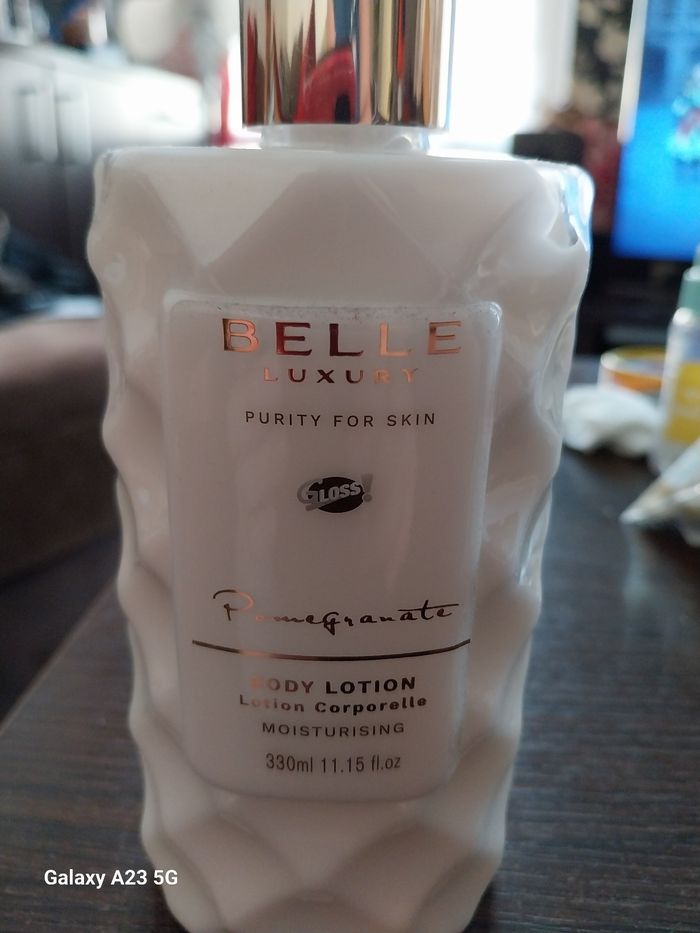 BELLE
LUXURY
PURITY FOR SKIN
GLOSS!
Pomegranate
BODY LOTION
Lotion Corporelle
MOISTURISING
330ml 11.15 fl.oz
Galaxy A23 5G